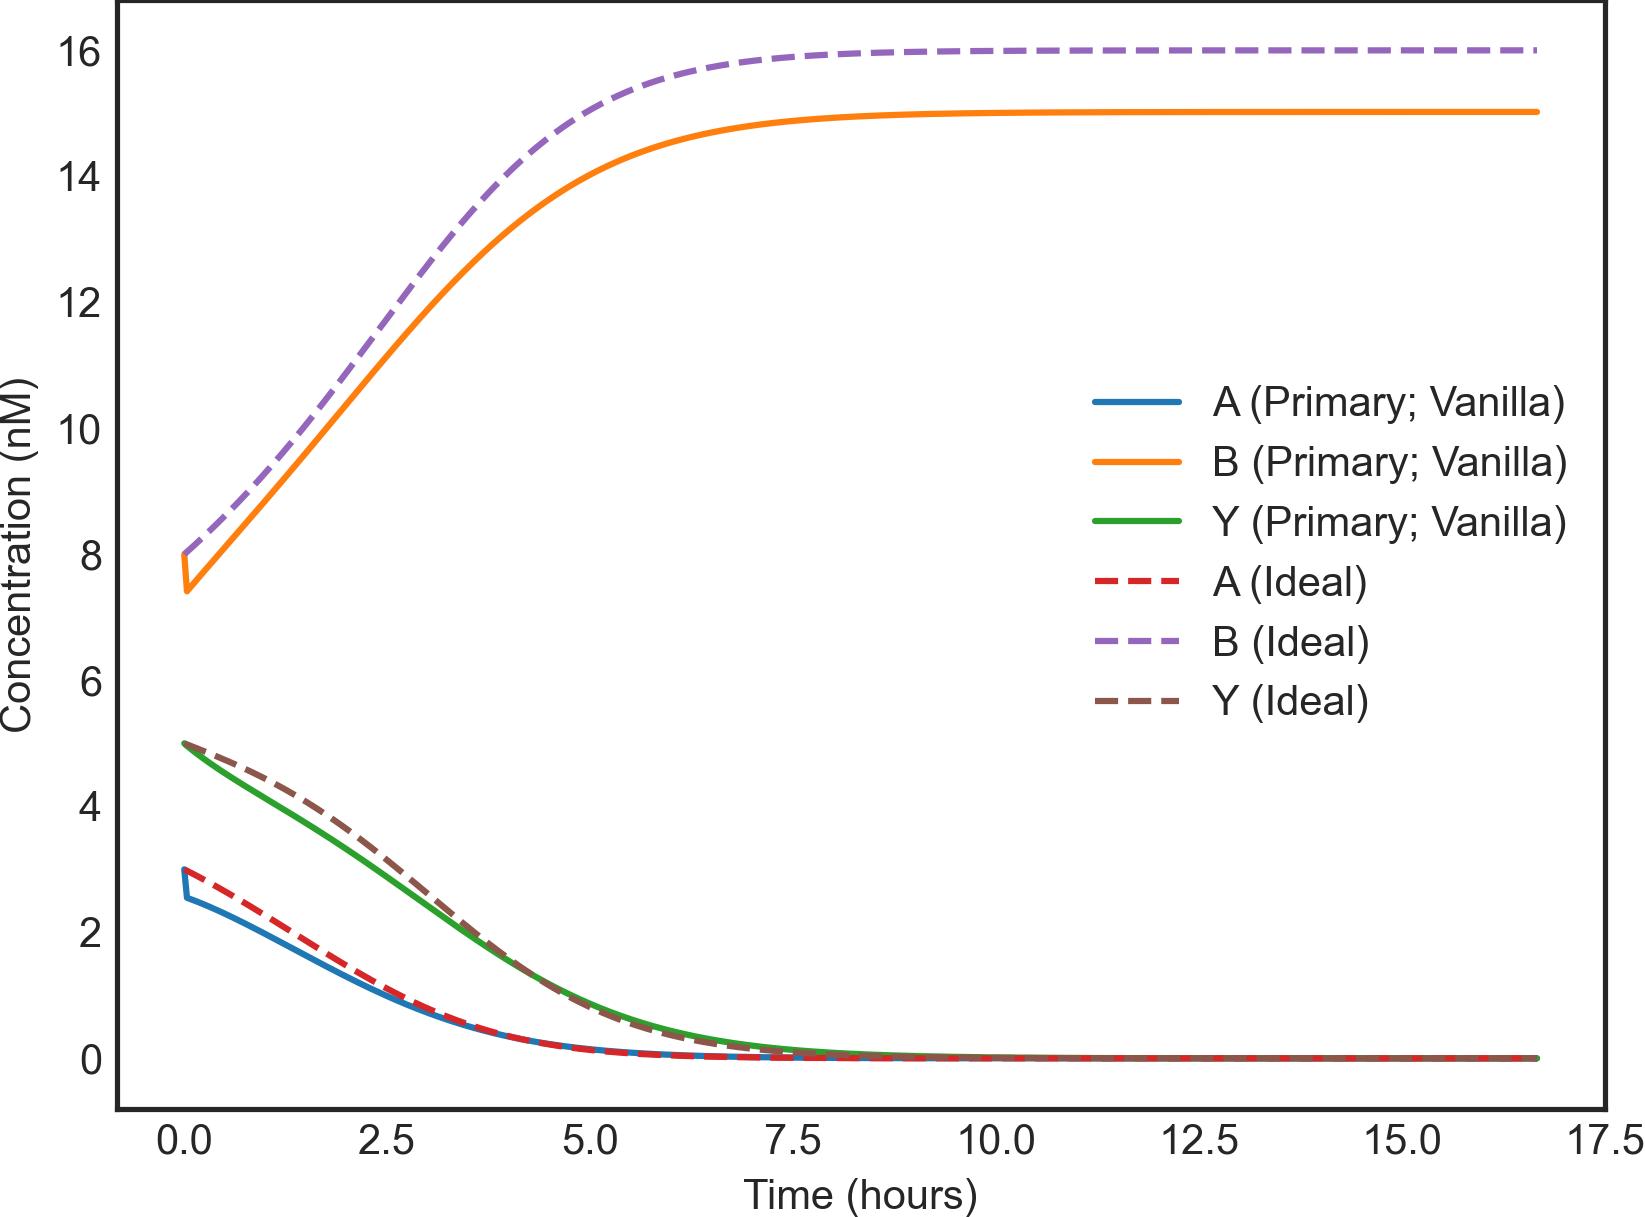 16
14
12
10
8
6
4
2
0
Concentration (nM)
A (Primary; Vanilla)
B (Primary; Vanilla)
Y (Primary; Vanilla)
A (Ideal)
B (Ideal)
Y (Ideal)
0.0 2.5 5.0 7.5 10.0 12.5 15.0 17.5
Time (hours)